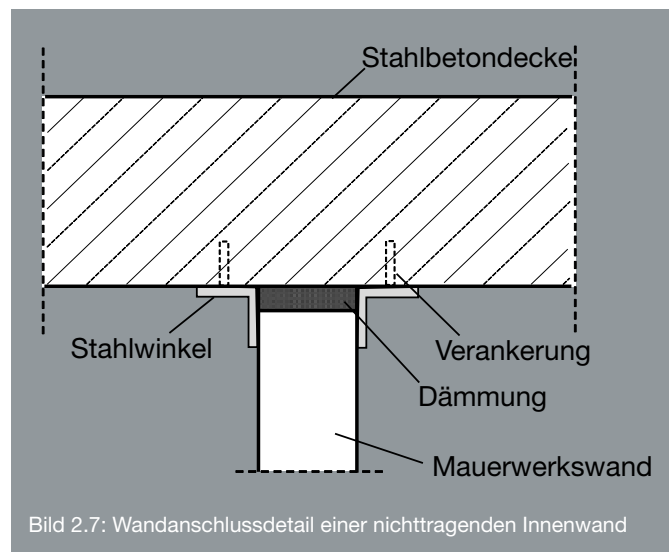 Stahlbetondecke
Stahlwinkel
Verankerung
Dämmung
Mauerwerkswand
Bild 2.7: Wandanschlussdetail einer nichttragenden Innenwand